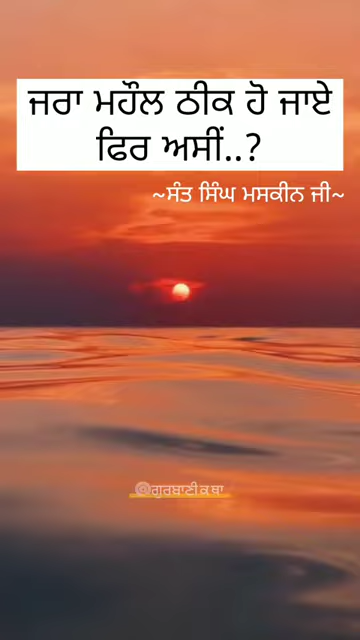 ਜਰਾ ਮਹੌਲ ਠੀਕ ਹੋ ਜਾਏ
ਫਿਰ ਅਸੀਂ..?
~ਸੰਤ ਸਿੰਘ ਮਸਕੀਨ ਜੀ~
@ਗੁਰਬਾਣੀ ਕਥਾ